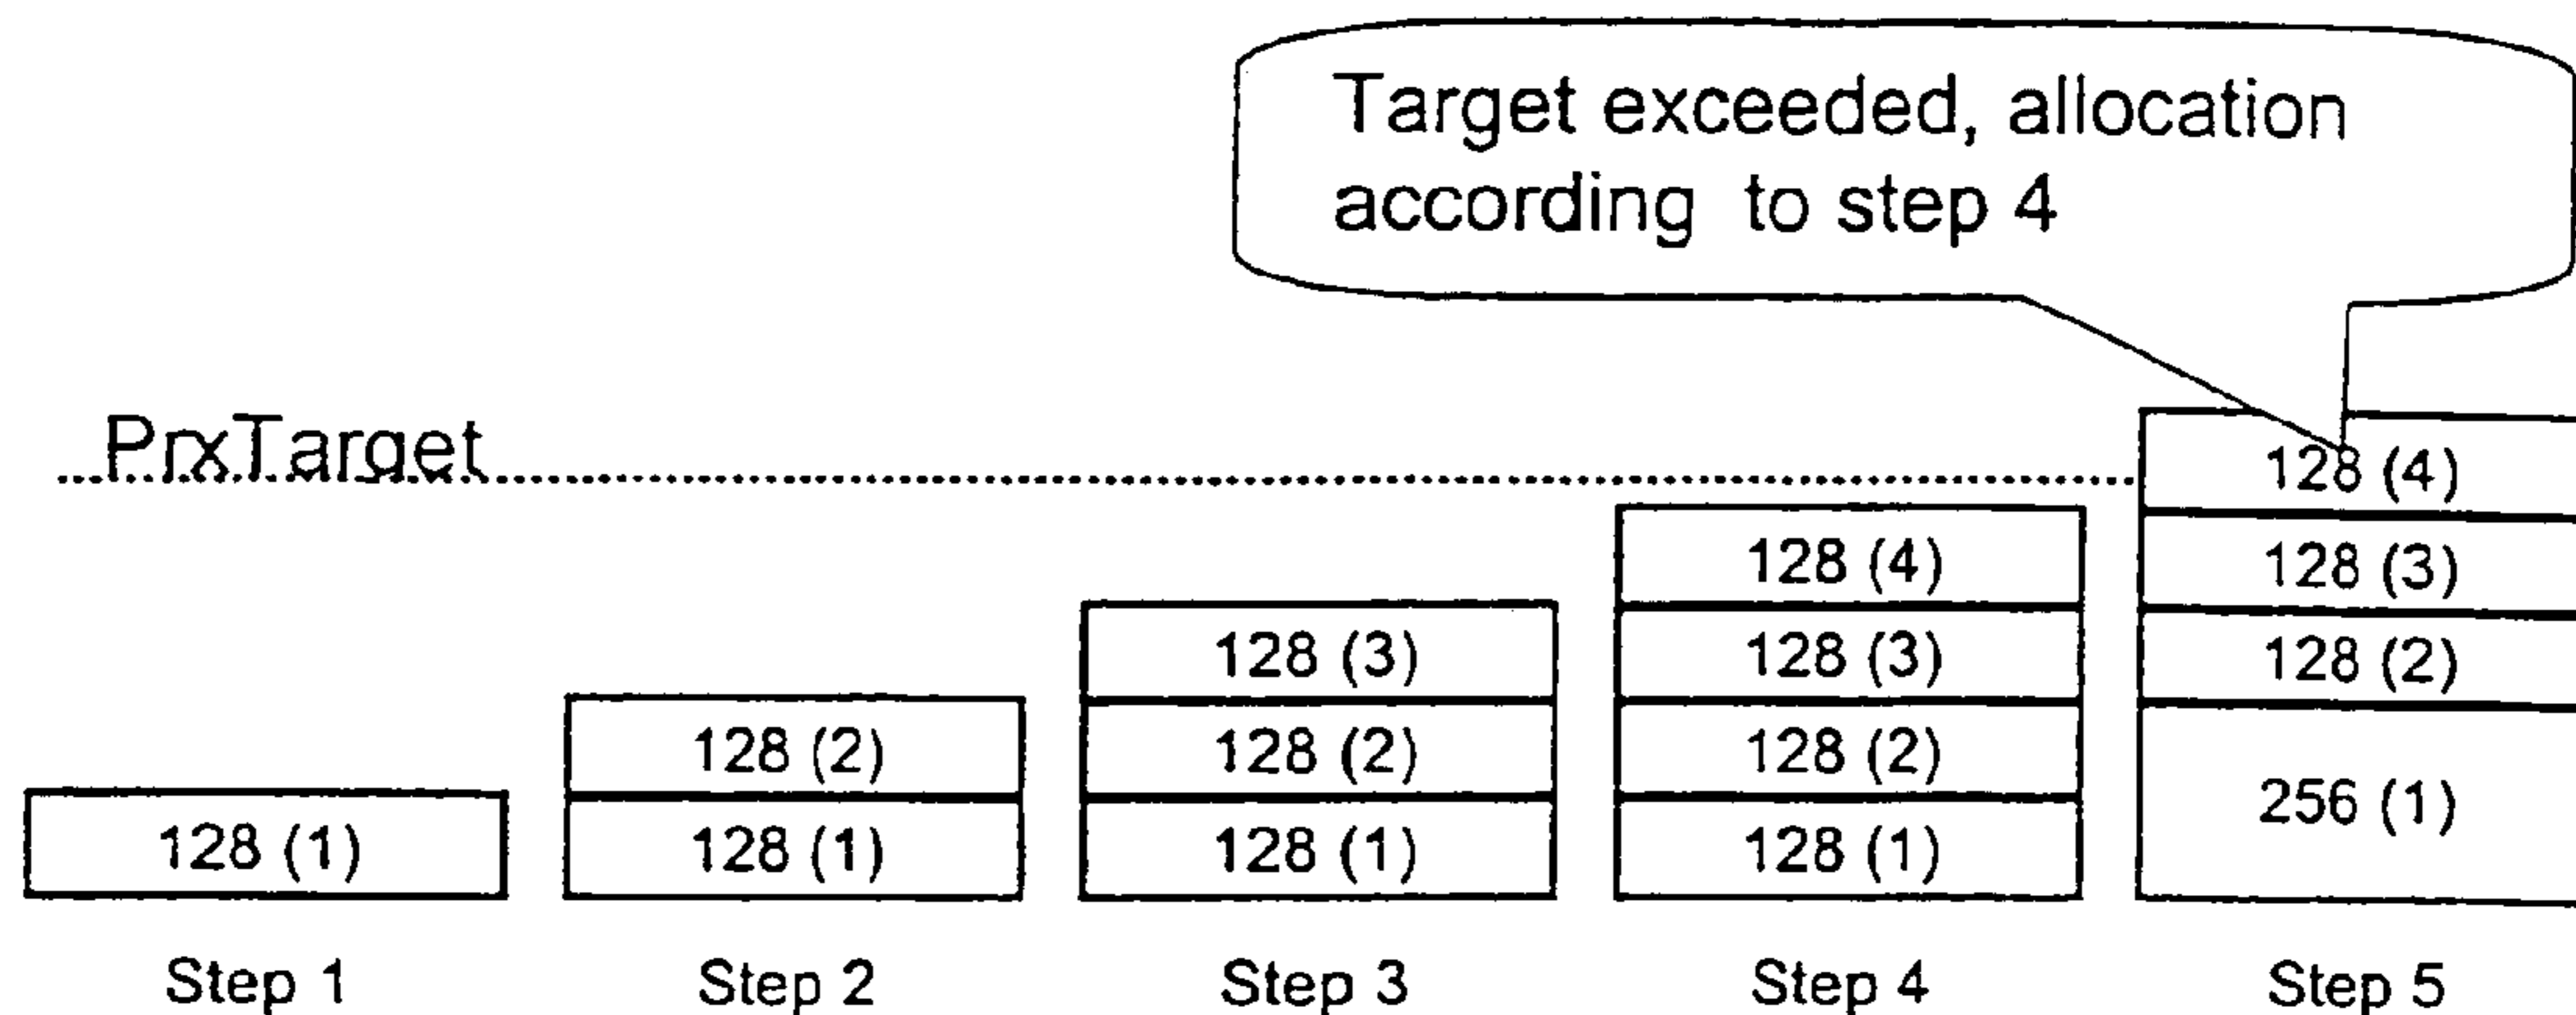 Target exceeded, allocation
according to step 4
PrxTarget
128 (4)
128 (4)
128 (3)
128 (3)
128 (3)
128 (2)
128 (2)
128 (2)
128 (2)
128 (1)
128 (1)
128 (1)
128 (1)
256 (1)
Step 1
Step 2
Step 3
Step 4
Step 5